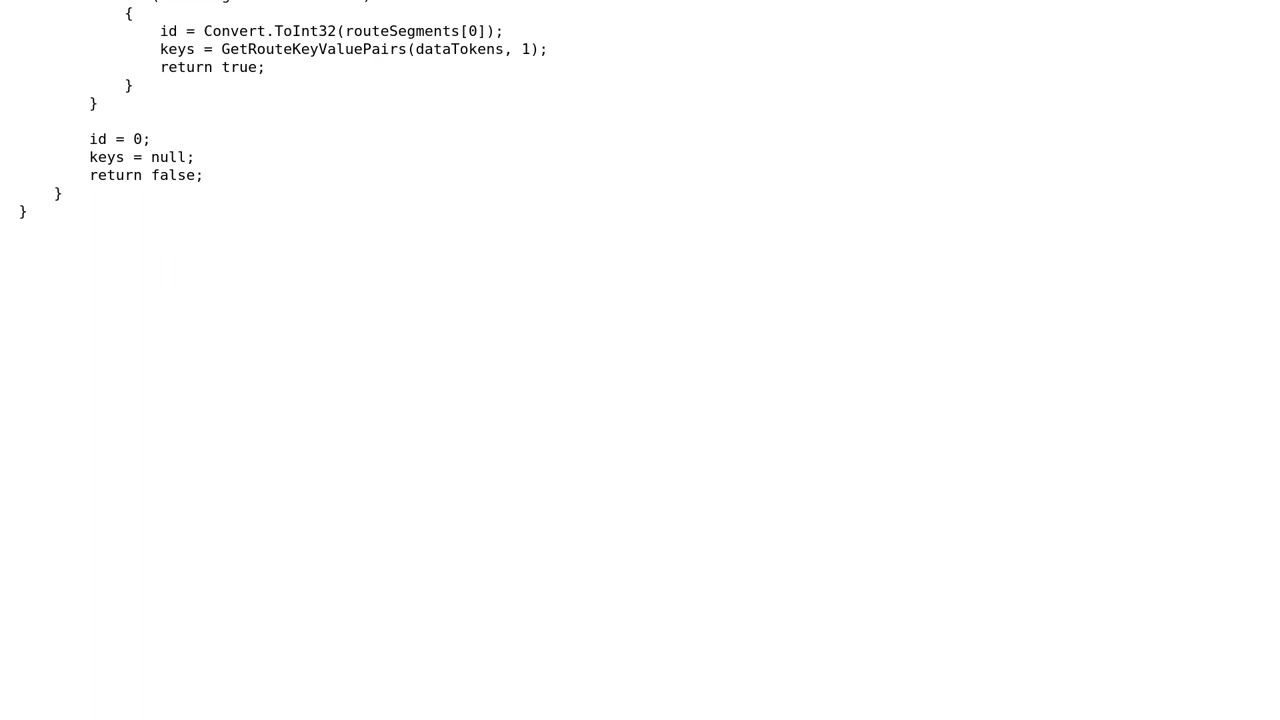 {
id = Convert.ToInt32(routeSegments[0]);
keys = GetRouteKeyValuePairs(dataTokens, 1);
return true;
}
}
id = 0;
keys = null;
return false;
}
}